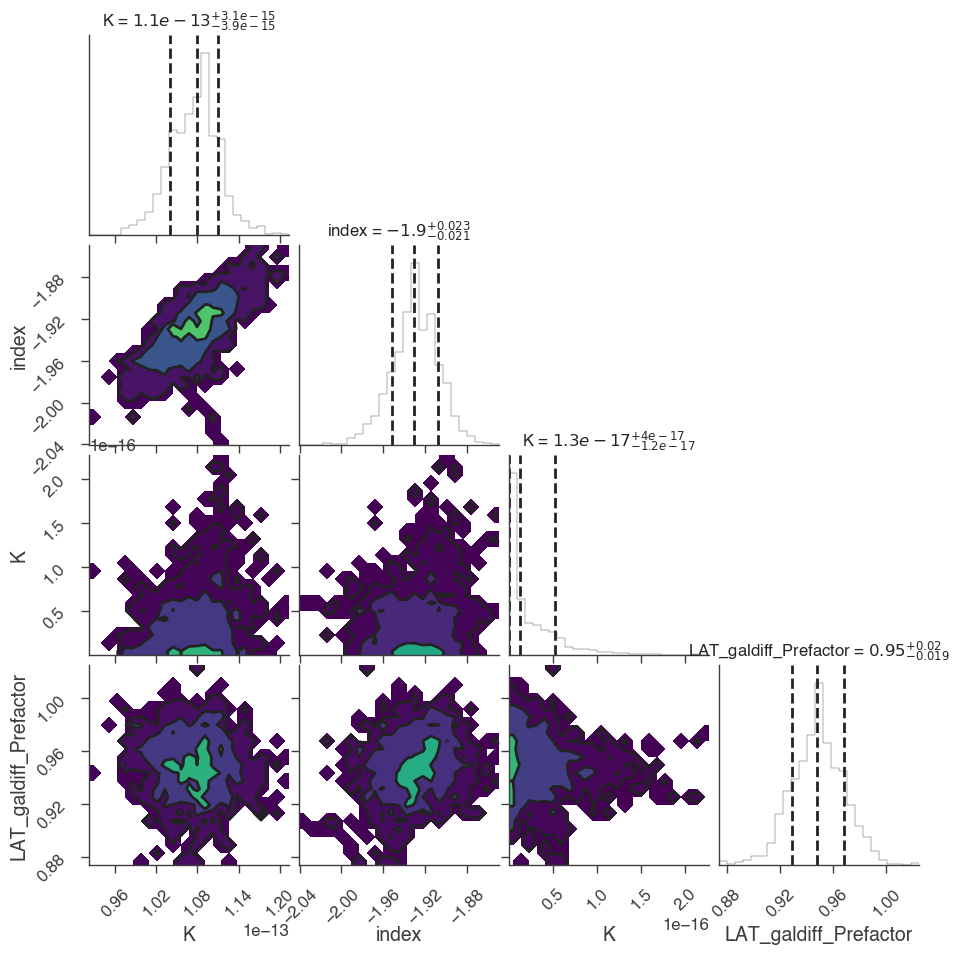 K = 1.1e−13 +3.1e−15 −3.9e−15
index = −1.9 +0.023 −0.021
−1.88
−1.92
−1.96
−2.00
−2.04
index
1e−16
K = 1.3e−17 +4e−17 −1.2e−17
2.0
1.5
1.0
0.5
K
LAT_galdiff_Prefactor = 0.95 +0.02 −0.019
1.00
0.96
0.92
0.88
LAT_galdiff_Prefactor
0.96 1.02 1.08 1.14 1.20
1e−13
K
−2.04 −2.00 −1.96 −1.92 −1.88
index
0.5 1.0 1.5 2.0
1e−16
K
0.88 0.92 0.96 1.00
LAT_galdiff_Prefactor